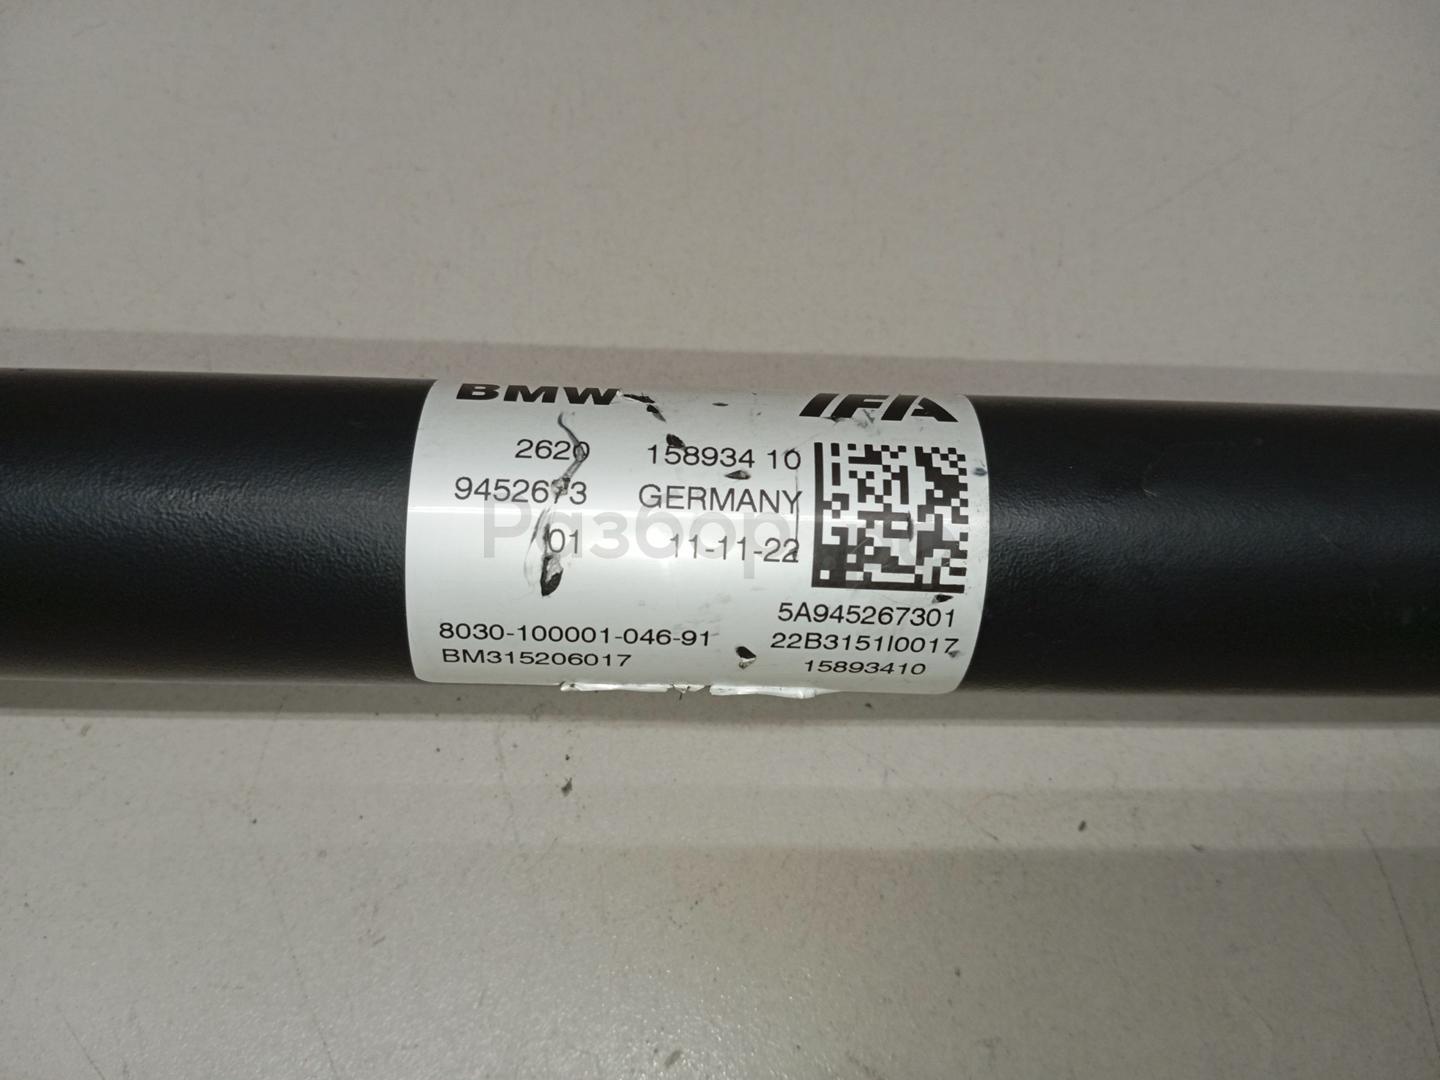 BMW IFA
2620 158934 10
9452673 GERMANY
01 11-11-22
5A945267301
8030-100001-046-91 22B3151I0017
BM315206017 15893410
Разбор